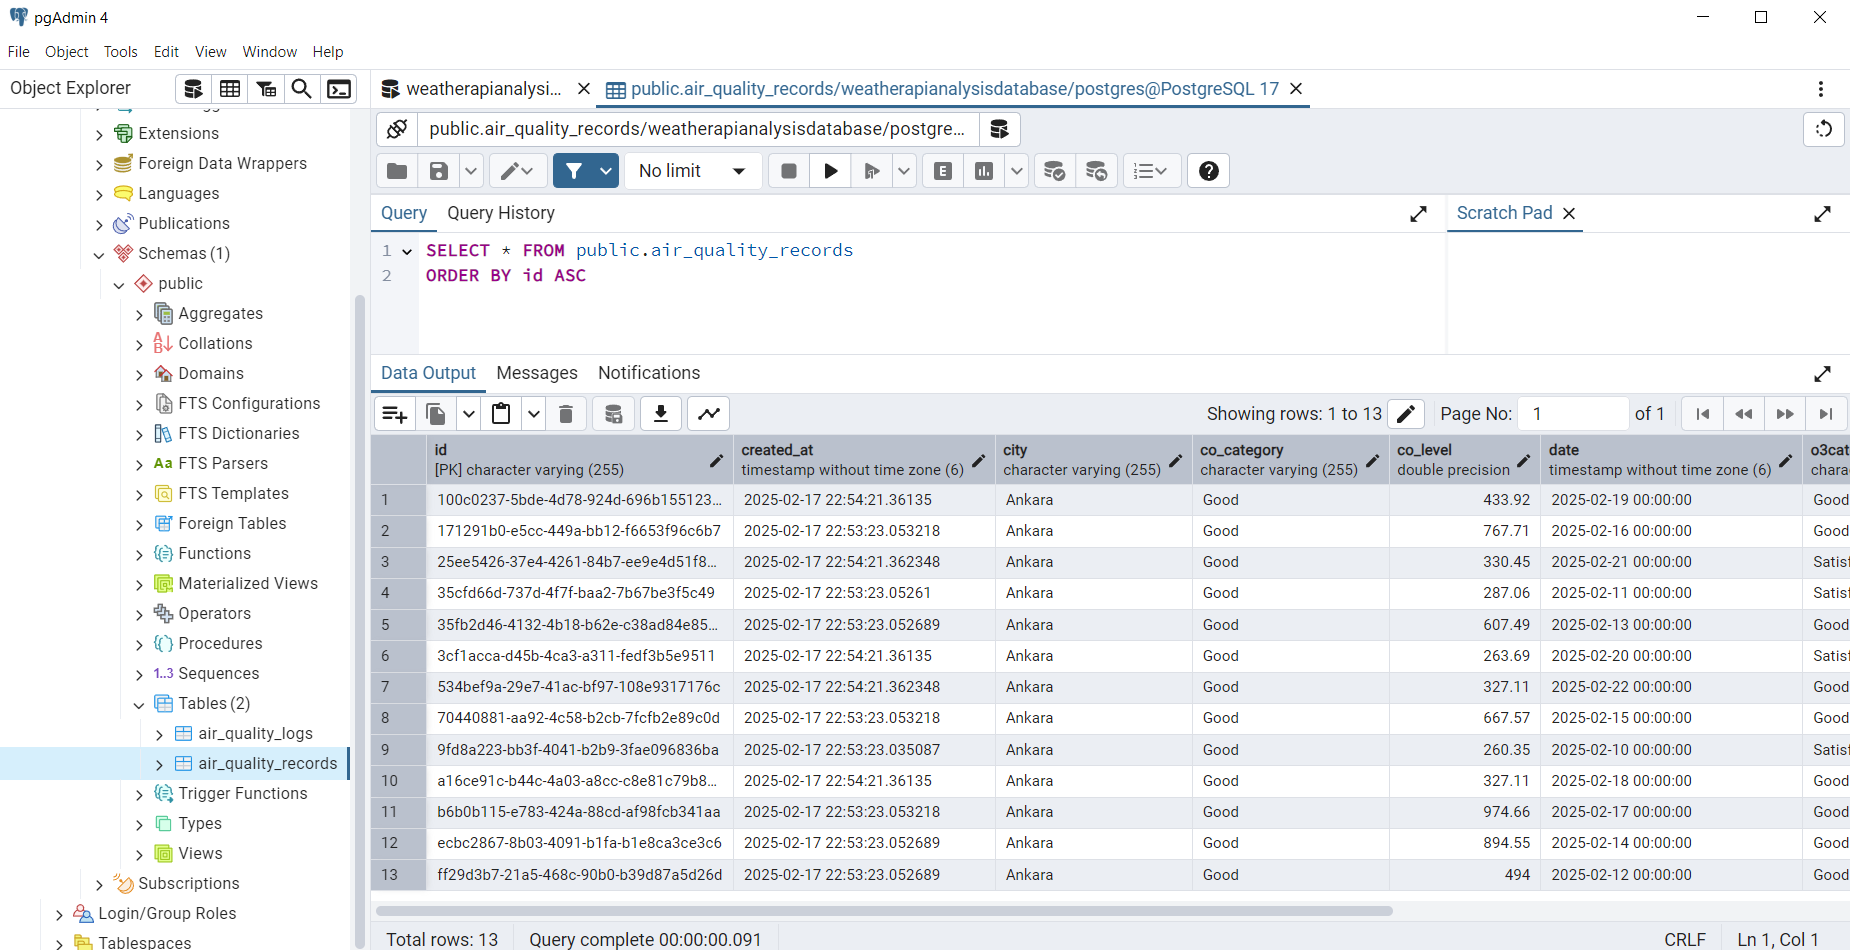 pgAdmin 4
File Object Tools Edit View Window Help
Object Explorer
Extensions
Foreign Data Wrappers
Languages
Publications
Schemas (1)
public
Aggregates
Collations
Domains
FTS Configurations
FTS Dictionaries
FTS Parsers
FTS Templates
Foreign Tables
Functions
Materialized Views
Operators
Procedures
1..3 Sequences
Tables (2)
air_quality_logs
air_quality_records
Trigger Functions
Types
Views
Subscriptions
Login/Group Roles
Tablespaces
weatherapianalysi... public.air_quality_records/weatherapianalysisdatabase/postgres@PostgreSQL 17
public.air_quality_records/weatherapianalysisdatabase/postgre...
No limit
Query Query History Scratch Pad
1 SELECT * FROM public.air_quality_records
2 ORDER BY id ASC
Data Output Messages Notifications
Showing rows: 1 to 13 Page No: 1 of 1
id created_at city co_category co_level date o3cat
[PK] character varying (255) timestamp without time zone (6) character varying (255) character varying (255) double precision timestamp without time zone (6) charac
1 100c0237-5bde-4d78-924d-696b155123... 2025-02-17 22:54:21.36135 Ankara Good 433.92 2025-02-19 00:00:00 Good
2 171291b0-e5cc-449a-bb12-f6653f96c6b7 2025-02-17 22:53:23.053218 Ankara Good 767.71 2025-02-16 00:00:00 Good
3 25ee5426-37e4-4261-84b7-ee9e4d51f8... 2025-02-17 22:54:21.362348 Ankara Good 330.45 2025-02-21 00:00:00 Satisf
4 35cfd66d-737d-4f7f-baa2-7b67be3f5c49 2025-02-17 22:53:23.05261 Ankara Good 287.06 2025-02-11 00:00:00 Satisf
5 35fb2d46-4132-4b18-b62e-c38ad84e85... 2025-02-17 22:53:23.052689 Ankara Good 607.49 2025-02-13 00:00:00 Good
6 3cf1acca-d45b-4ca3-a311-fedf3b5e9511 2025-02-17 22:54:21.36135 Ankara Good 263.69 2025-02-20 00:00:00 Satisf
7 534bef9a-29e7-41ac-bf97-108e9317176c 2025-02-17 22:54:21.362348 Ankara Good 327.11 2025-02-22 00:00:00 Good
8 70440881-aa92-4c58-b2cb-7fcfb2e89c0d 2025-02-17 22:53:23.053218 Ankara Good 667.57 2025-02-15 00:00:00 Good
9 9fd8a223-bb3f-4041-b2b9-3fae096836ba 2025-02-17 22:53:23.035087 Ankara Good 260.35 2025-02-10 00:00:00 Satisf
10 a16ce91c-b44c-4a03-a8cc-c8e81c79b8... 2025-02-17 22:54:21.36135 Ankara Good 327.11 2025-02-18 00:00:00 Good
11 b6b0b115-e783-424a-88cd-af98fcb341aa 2025-02-17 22:53:23.053218 Ankara Good 974.66 2025-02-17 00:00:00 Good
12 ecbc2867-8b03-4091-b1fa-b1e8ca3ce3c6 2025-02-17 22:53:23.052689 Ankara Good 894.55 2025-02-14 00:00:00 Good
13 ff29d3b7-21a5-468c-90b0-b39d87a5d26d 2025-02-17 22:53:23.052689 Ankara Good 494 2025-02-12 00:00:00 Good
Total rows: 13 Query complete 00:00:00.091 CRLF Ln 1, Col 1